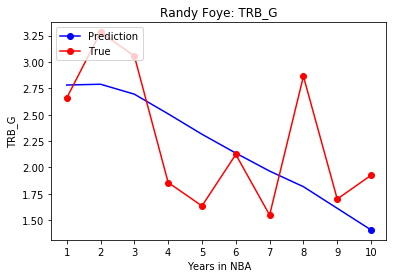 Randy Foye: TRB_G
Prediction
True
TRB_G
3.25
3.00
2.75
2.50
2.25
2.00
1.75
1.50
1 2 3 4 5 6 7 8 9 10
Years in NBA